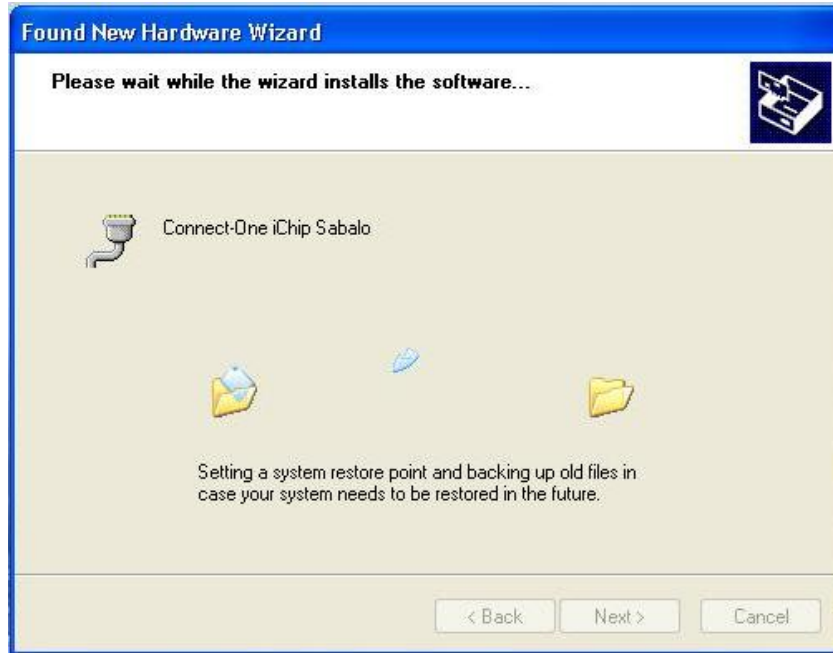 Found New Hardware Wizard
Please wait while the wizard installs the software...
Connect-One iChip Sabalo
Setting a system restore point and backing up old files in
case your system needs to be restored in the future.
< Back Next > Cancel